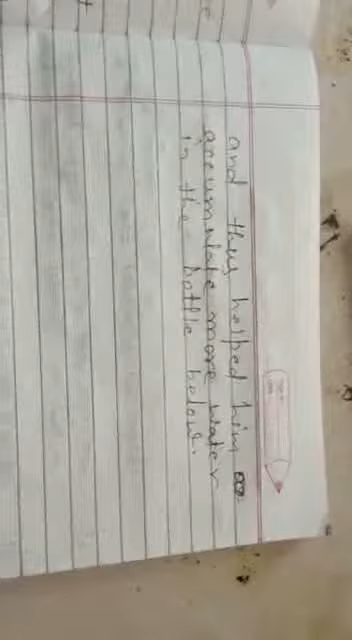 and thus helped him
accumulate more water
in the bottle below.